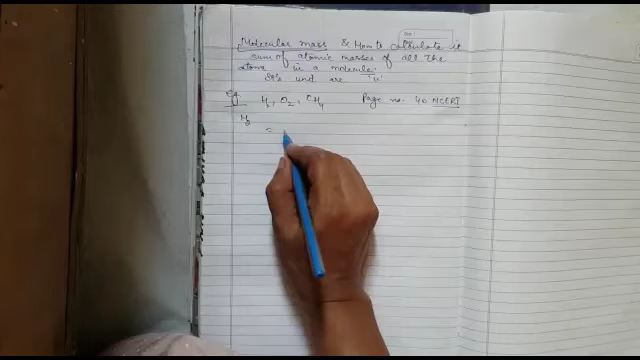 Molecular mass & How to calculate it
sum of atomic masses of all the
atoms in a molecule.
It's unit are 'u'
Eg H₂, O₂, CH₄ Page no. 40 NCERT
H₂
=